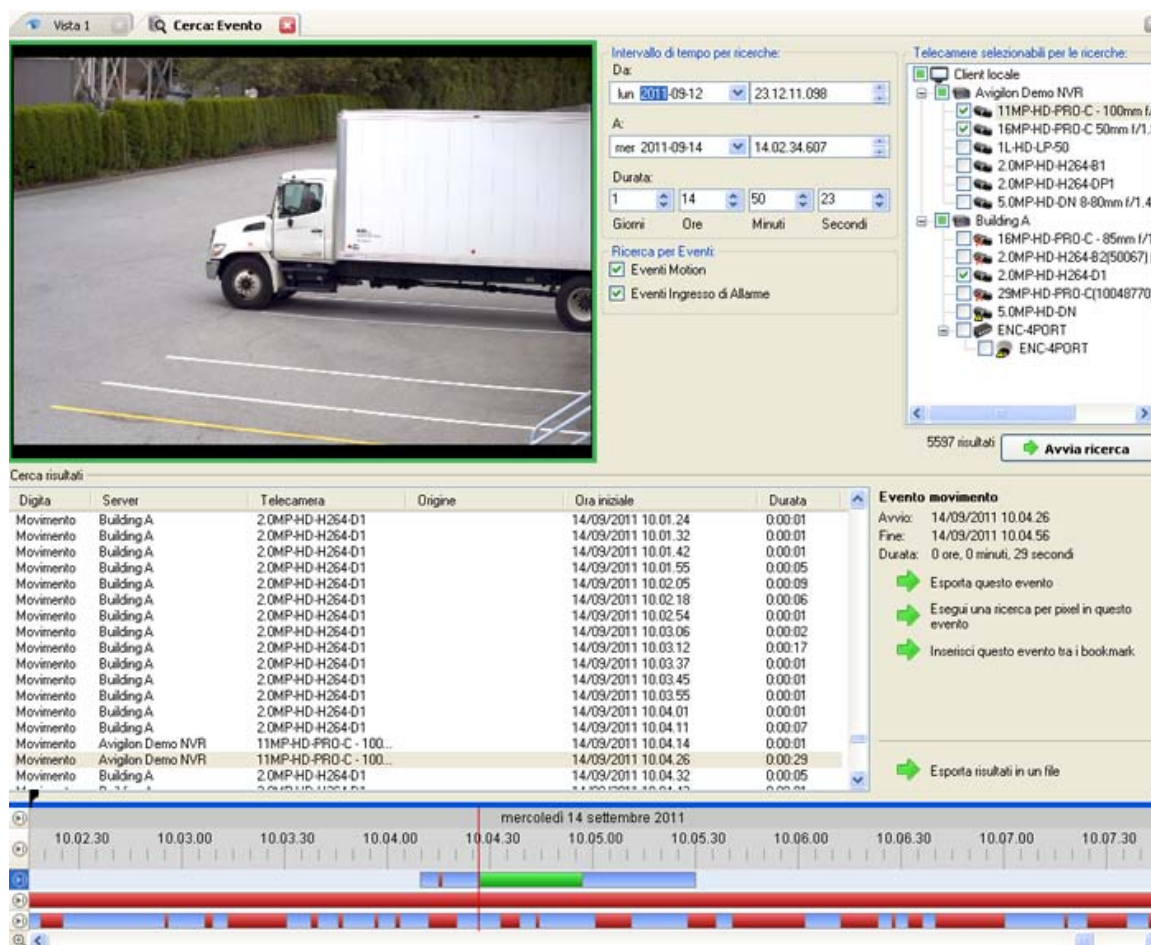 Vista 1
Cerca: Evento
Intervallo di tempo per ricerche:
Da:
lun 2011-09-12 23.12.11.098
A:
mer 2011-09-14 14.02.34.607
Durata:
1 14 50 23
Giorni Ore Minuti Secondi
Ricerca per Eventi:
Eventi Motion
Eventi Ingresso di Allarme
Telecamere selezionabili per le ricerche:
Client locale
Avigilon Demo NVR
11MP-HD-PRO-C - 100mm f/
16MP-HD-PRO-C 50mm f/1.
1L-HD-LP-50
2.0MP-HD-H264-B1
2.0MP-HD-H264-DP1
5.0MP-HD-DN 8-80mm f/1.4
Building A
16MP-HD-PRO-C - 85mm f/1
2.0MP-HD-H264-B2(50067)
2.0MP-HD-H264-D1
29MP-HD-PRO-C(10048770
5.0MP-HD-DN
ENC-4PORT
ENC-4PORT
5597 risultati
Avvia ricerca
Cerca risultati
Digita Server Telecamera Origine Ora iniziale Durata
Movimento Building A 2.0MP-HD-H264-D1 14/09/2011 10.01.24 0:00:01
Movimento Building A 2.0MP-HD-H264-D1 14/09/2011 10.01.32 0:00:01
Movimento Building A 2.0MP-HD-H264-D1 14/09/2011 10.01.42 0:00:01
Movimento Building A 2.0MP-HD-H264-D1 14/09/2011 10.01.55 0:00:05
Movimento Building A 2.0MP-HD-H264-D1 14/09/2011 10.02.05 0:00:09
Movimento Building A 2.0MP-HD-H264-D1 14/09/2011 10.02.18 0:00:06
Movimento Building A 2.0MP-HD-H264-D1 14/09/2011 10.02.54 0:00:01
Movimento Building A 2.0MP-HD-H264-D1 14/09/2011 10.03.06 0:00:02
Movimento Building A 2.0MP-HD-H264-D1 14/09/2011 10.03.12 0:00:17
Movimento Building A 2.0MP-HD-H264-D1 14/09/2011 10.03.37 0:00:01
Movimento Building A 2.0MP-HD-H264-D1 14/09/2011 10.03.45 0:00:01
Movimento Building A 2.0MP-HD-H264-D1 14/09/2011 10.03.55 0:00:01
Movimento Building A 2.0MP-HD-H264-D1 14/09/2011 10.04.01 0:00:01
Movimento Building A 2.0MP-HD-H264-D1 14/09/2011 10.04.11 0:00:07
Movimento Avigilon Demo NVR 11MP-HD-PRO-C - 100... 14/09/2011 10.04.14 0:00:01
Movimento Avigilon Demo NVR 11MP-HD-PRO-C - 100... 14/09/2011 10.04.26 0:00:29
Movimento Building A 2.0MP-HD-H264-D1 14/09/2011 10.04.32 0:00:05
Evento movimento
Avvio: 14/09/2011 10.04.26
Fine: 14/09/2011 10.04.56
Durata: 0 ore, 0 minuti, 29 secondi
Esporta questo evento
Esegui una ricerca per pixel in questo
evento
Inserisci questo evento tra i bookmark
Esporta risultati in un file
mercoledì 14 settembre 2011
10.02.30 10.03.00 10.03.30 10.04.00 10.04.30 10.05.00 10.05.30 10.06.00 10.06.30 10.07.00 10.07.30